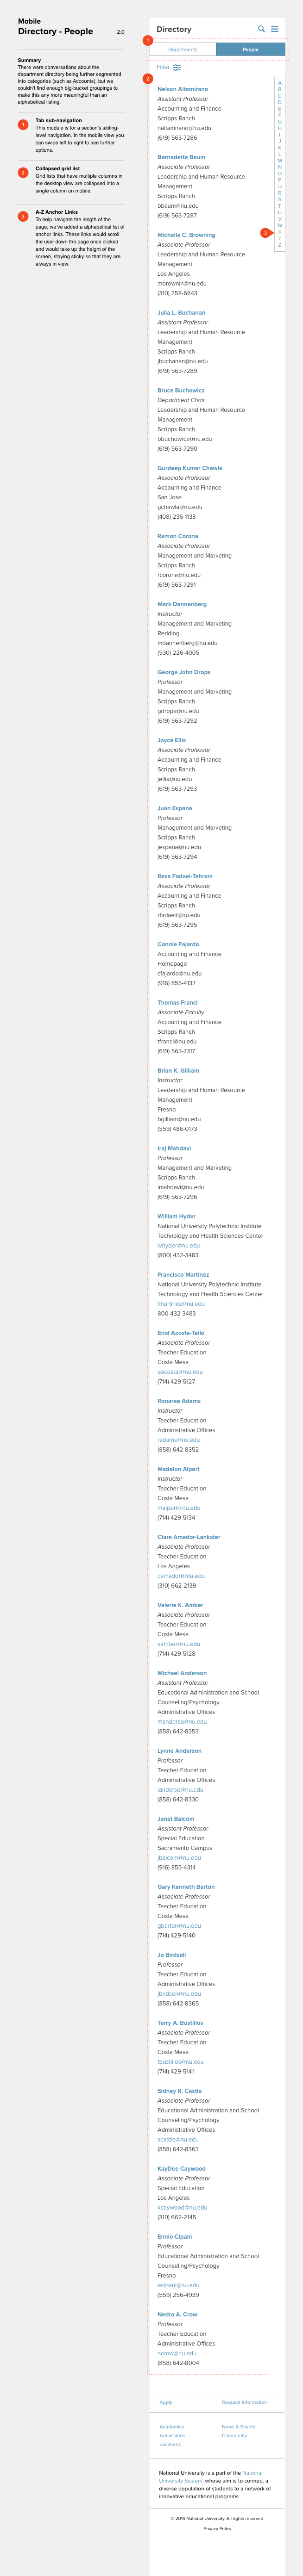 Mobile
Directory - People
2.0
Summary
There were conversations about the
department directory being further segmented
into categories (such as Accounts), but we
couldn't find enough big-bucket groupings to
make this any more meaningful than an
alphabetical listing.
1
Tab sub-navigation
This module is for a section's sibling-
level navigation. In the mobile view you
can swipe left to right to see further
options.
2
Collapsed grid list
Grid lists that have multiple columns in
the desktop view are collapsed into a
single column on mobile.
3
A-Z Anchor Links
To help navigate the length of the
page, we've added a alphabetical list of
anchor links. These links would scroll
the user down the page once clicked
and would take up the height of the
screen, staying sticky so that they are
always in view.
Directory
1
Departments
People
Filter
2
A
B
C
D
E
F
G
H
I
J
K
L
M
N
O
P
Q
R
S
T
U
V
W
X
Y
Z
3
Nelson Altamirano
Assistant Professor
Accounting and Finance
Scripps Ranch
naltamirano@nu.edu
(619) 563-7286
Bernadette Baum
Associate Professor
Leadership and Human Resource
Management
Scripps Ranch
bbaum@nu.edu
(619) 563-7287
Michelle C. Browning
Associate Professor
Leadership and Human Resource
Management
Los Angeles
mbrowni@nu.edu
(310) 258-6643
Julia L. Buchanan
Assistant Professor
Leadership and Human Resource
Management
Scripps Ranch
jbuchanan@nu.edu
(619) 563-7289
Bruce Buchowicz
Department Chair
Leadership and Human Resource
Management
Scripps Ranch
bbuchowicz@nu.edu
(619) 563-7290
Gurdeep Kumar Chawla
Associate Professor
Accounting and Finance
San Jose
gchawla@nu.edu
(408) 236-1138
Ramon Corona
Associate Professor
Management and Marketing
Scripps Ranch
rcorona@nu.edu
(619) 563-7291
Mark Dannenberg
Instructor
Management and Marketing
Redding
mdannenberg@nu.edu
(530) 226-4005
George John Drops
Professor
Management and Marketing
Scripps Ranch
gdrops@nu.edu
(619) 563-7292
Joyce Ellis
Associate Professor
Accounting and Finance
Scripps Ranch
jellis@nu.edu
(619) 563-7293
Juan Espana
Professor
Management and Marketing
Scripps Ranch
jespana@nu.edu
(619) 563-7294
Reza Fadaei-Tehrani
Associate Professor
Accounting and Finance
Scripps Ranch
rfadaeit@nu.edu
(619) 563-7295
Connie Fajardo
Accounting and Finance
Homepage
cfajardo@nu.edu
(916) 855-4137
Thomas Francl
Associate Faculty
Accounting and Finance
Scripps Ranch
tfrancl@nu.edu
(619) 563-7317
Brian K. Gilliam
Instructor
Leadership and Human Resource
Management
Fresno
bgilliam@nu.edu
(559) 486-0173
Iraj Mahdavi
Professor
Management and Marketing
Scripps Ranch
imahdavi@nu.edu
(619) 563-7296
William Hyder
National University Polytechnic Institute
Technology and Health Sciences Center
whyder@nu.edu
(800) 432-3483
Francisco Martinez
National University Polytechnic Institute
Technology and Health Sciences Center
fmartinez@nu.edu
800-432-3483
Enid Acosta-Tello
Associate Professor
Teacher Education
Costa Mesa
eacostat@nu.edu
(714) 429-5127
Ronarae Adams
Instructor
Teacher Education
Administrative Offices
radams@nu.edu
(858) 642-8352
Madelon Alpert
Instructor
Teacher Education
Costa Mesa
malpert@nu.edu
(714) 429-5134
Clara Amador-Lankster
Associate Professor
Teacher Education
Los Angeles
camador@nu.edu
(310) 662-2139
Valerie K. Amber
Associate Professor
Teacher Education
Costa Mesa
vamber@nu.edu
(714) 429-5128
Michael Anderson
Assistant Professor
Educational Administration and School
Counseling/Psychology
Administrative Offices
manderso@nu.edu
(858) 642-8353
Lynne Anderson
Professor
Teacher Education
Administrative Offices
landerso@nu.edu
(858) 642-8330
Janet Balcom
Assistant Professor
Special Education
Sacramento Campus
jbalcom@nu.edu
(916) 855-4314
Gary Kenneth Barton
Associate Professor
Teacher Education
Costa Mesa
gbarton@nu.edu
(714) 429-5140
Jo Birdsell
Professor
Teacher Education
Administrative Offices
jbirdsell@nu.edu
(858) 642-8365
Terry A. Bustillos
Associate Professor
Teacher Education
Costa Mesa
tbustillos@nu.edu
(714) 429-5141
Sidney R. Castle
Associate Professor
Educational Administration and School
Counseling/Psychology
Administrative Offices
scastle@nu.edu
(858) 642-8363
KayDee Caywood
Associate Professor
Special Education
Los Angeles
kcaywood@nu.edu
(310) 662-2145
Ennio Cipani
Professor
Educational Administration and School
Counseling/Psychology
Fresno
ecipani@nu.edu
(559) 256-4939
Nedra A. Crow
Professor
Teacher Education
Administrative Offices
ncrow@nu.edu
(858) 642-8004
Apply
Request Information
Academics
News & Events
Admissions
Community
Locations
National University is a part of the National
University System, whose aim is to connect a
diverse population of students to a network of
innovative educational programs
© 2014 National University. All rights reserved.
Privacy Policy